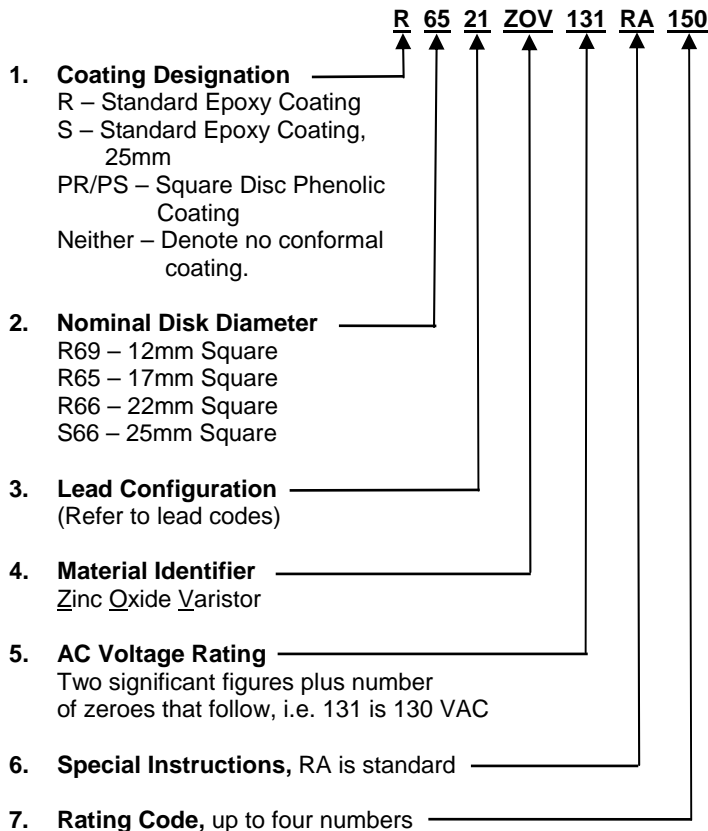 R 65 21 ZOV 131 RA 150
1. Coating Designation
R – Standard Epoxy Coating
S – Standard Epoxy Coating,
25mm
PR/PS – Square Disc Phenolic
Coating
Neither – Denote no conformal
coating.
2. Nominal Disk Diameter
R69 – 12mm Square
R65 – 17mm Square
R66 – 22mm Square
S66 – 25mm Square
3. Lead Configuration
(Refer to lead codes)
4. Material Identifier
Zinc Oxide Varistor
5. AC Voltage Rating
Two significant figures plus number
of zeroes that follow, i.e. 131 is 130 VAC
6. Special Instructions, RA is standard
7. Rating Code, up to four numbers